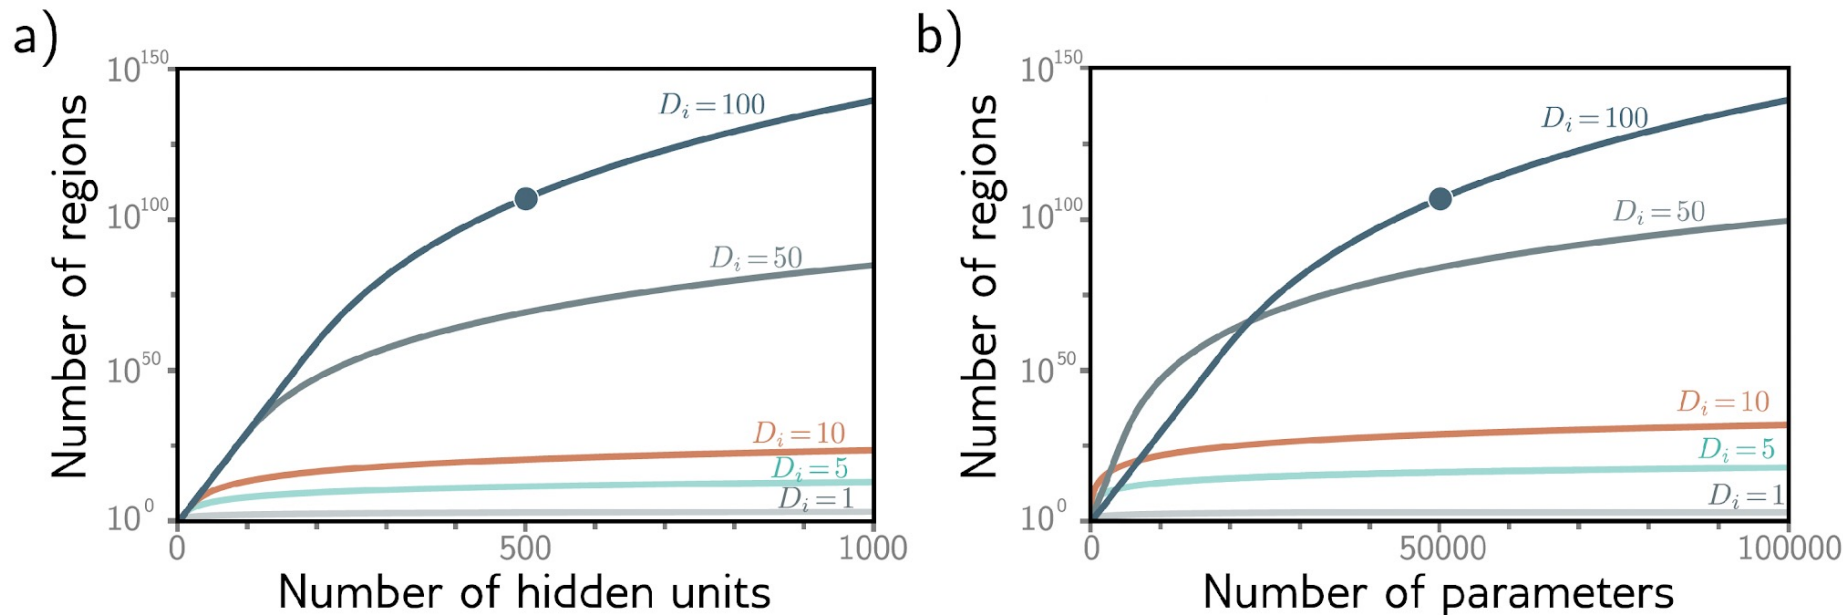 a)
Number of regions
10^150
10^100
10^50
10^0
D_i=100
D_i=50
D_i=10
D_i=5
D_i=1
0 500 1000
Number of hidden units
b)
Number of regions
10^150
10^100
10^50
10^0
D_i=100
D_i=50
D_i=10
D_i=5
D_i=1
0 50000 100000
Number of parameters